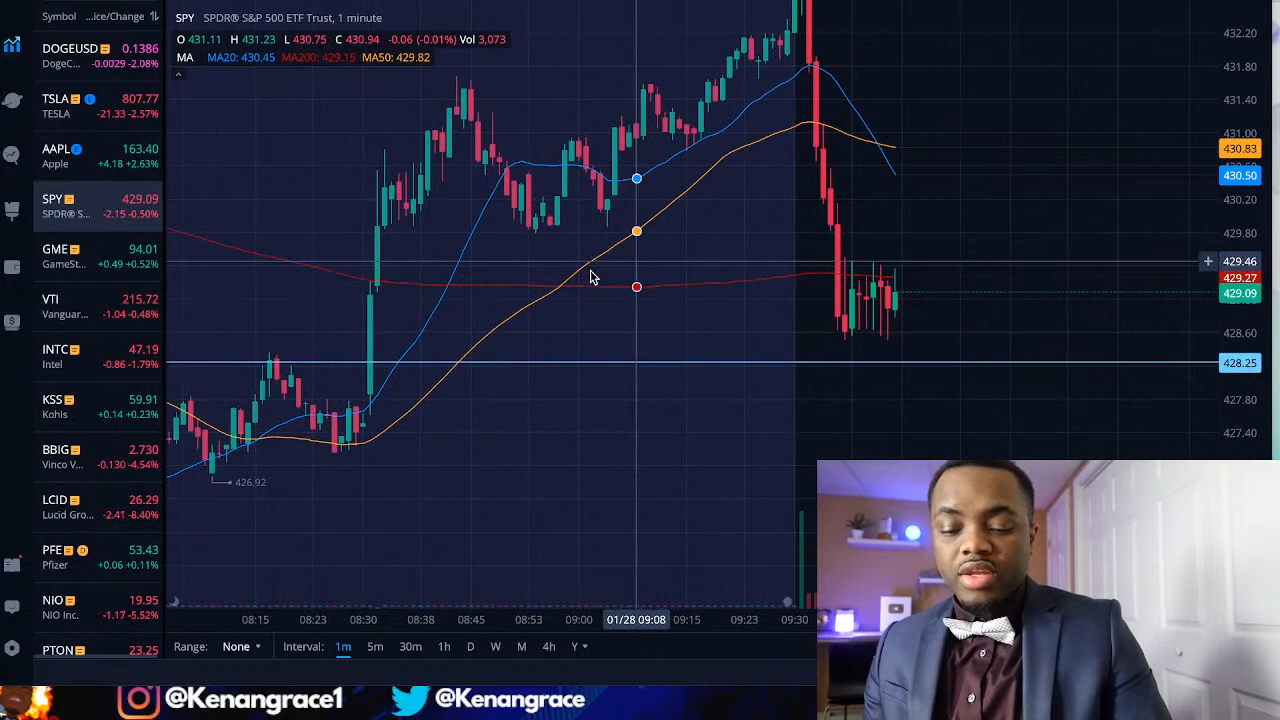 Symbol ...ice/Change
DOGEUSD 0.1386
DogeC... -0.0029 -2.08%
TSLA 807.77
TESLA -21.33 -2.57%
AAPL 163.40
Apple +4.18 +2.63%
SPY 429.09
SPDR® S... -2.15 -0.50%
GME 94.01
GameSt... +0.49 +0.52%
VTI 215.72
Vanguar... -1.04 -0.48%
INTC 47.19
Intel -0.86 -1.79%
KSS 59.91
Kohls +0.14 +0.23%
BBIG 2.730
Vinco V... -0.130 -4.54%
LCID 26.29
Lucid Gro... -2.41 -8.40%
PFE 53.43
Pfizer +0.06 +0.11%
NIO 19.95
NIO Inc. -1.17 -5.52%
PTON 23.25
SPY SPDR® S&P 500 ETF Trust, 1 minute
O 431.11 H 431.23 L 430.75 C 430.94 -0.06 (-0.01%) Vol 3,073
MA MA20: 430.45 MA200: 429.15 MA50: 429.82
426.92
432.20
431.80
431.40
431.00
430.83
430.50
430.20
429.80
429.46
429.27
429.09
428.60
428.25
427.80
427.40
08:15 08:23 08:30 08:38 08:45 08:53 09:00 01/28 09:08 09:15 09:23 09:30
Range: None Interval: 1m 5m 30m 1h D W M 4h Y
@Kenangrace1 @Kenangrace